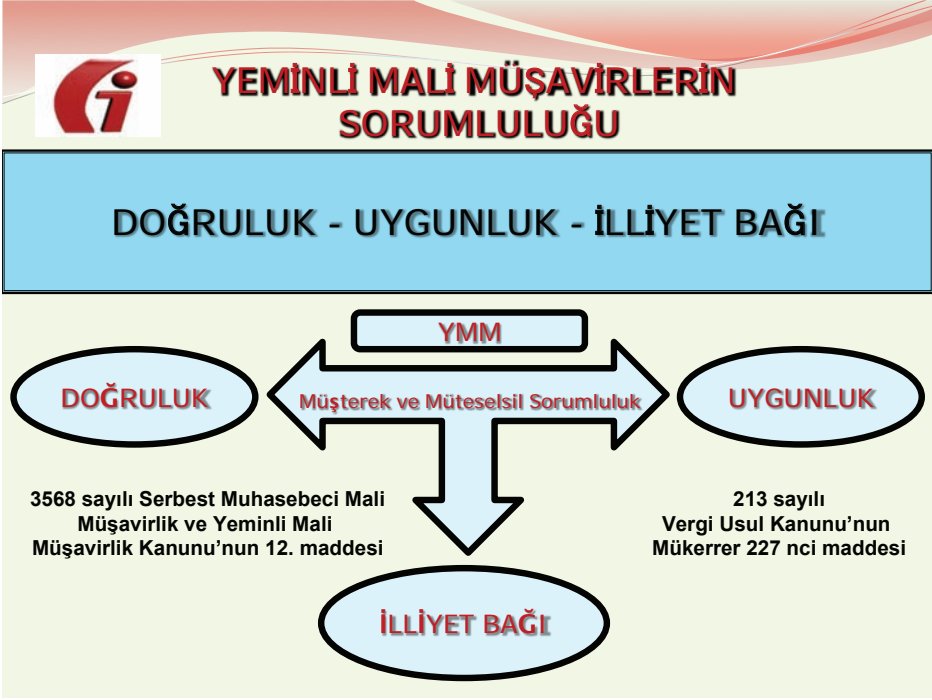 YEMİNLİ MALİ MÜŞAVİRLERİN
SORUMLULUĞU
DOĞRULUK - UYGUNLUK - İLLİYET BAĞI
YMM
DOĞRULUK
Müşterek ve Müteselsil Sorumluluk
UYGUNLUK
3568 sayılı Serbest Muhasebeci Mali
Müşavirlik ve Yeminli Mali
Müşavirlik Kanunu’nun 12. maddesi
213 sayılı
Vergi Usul Kanunu’nun
Mükerrer 227 nci maddesi
İLLİYET BAĞI